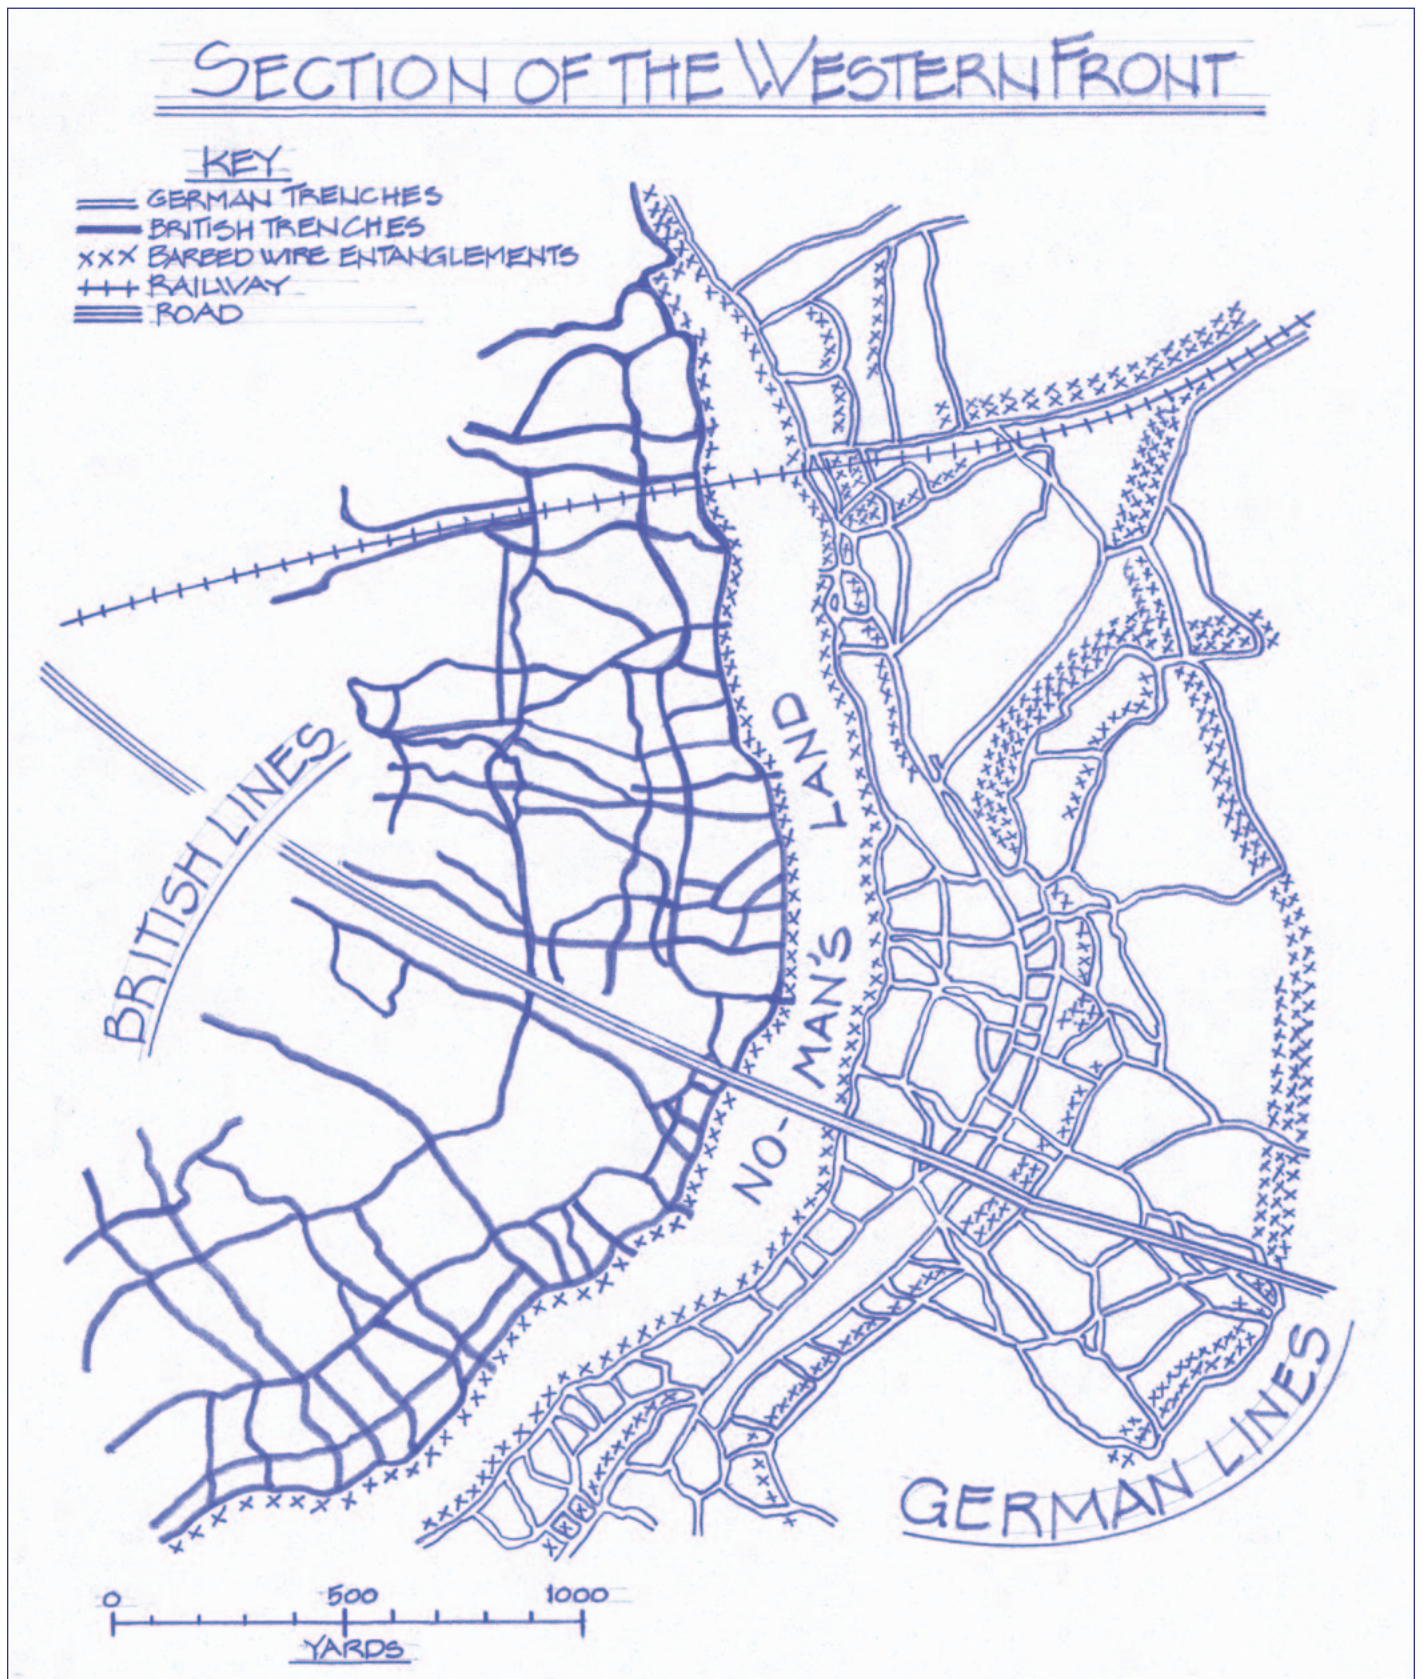 SECTION OF THE WESTERN FRONT
KEY
GERMAN TRENCHES
BRITISH TRENCHES
XXX BARBED WIRE ENTANGLEMENTS
RAILWAY
ROAD
BRITISH LINES
NO-MAN'S LAND
GERMAN LINES
0 500 1000
YARDS